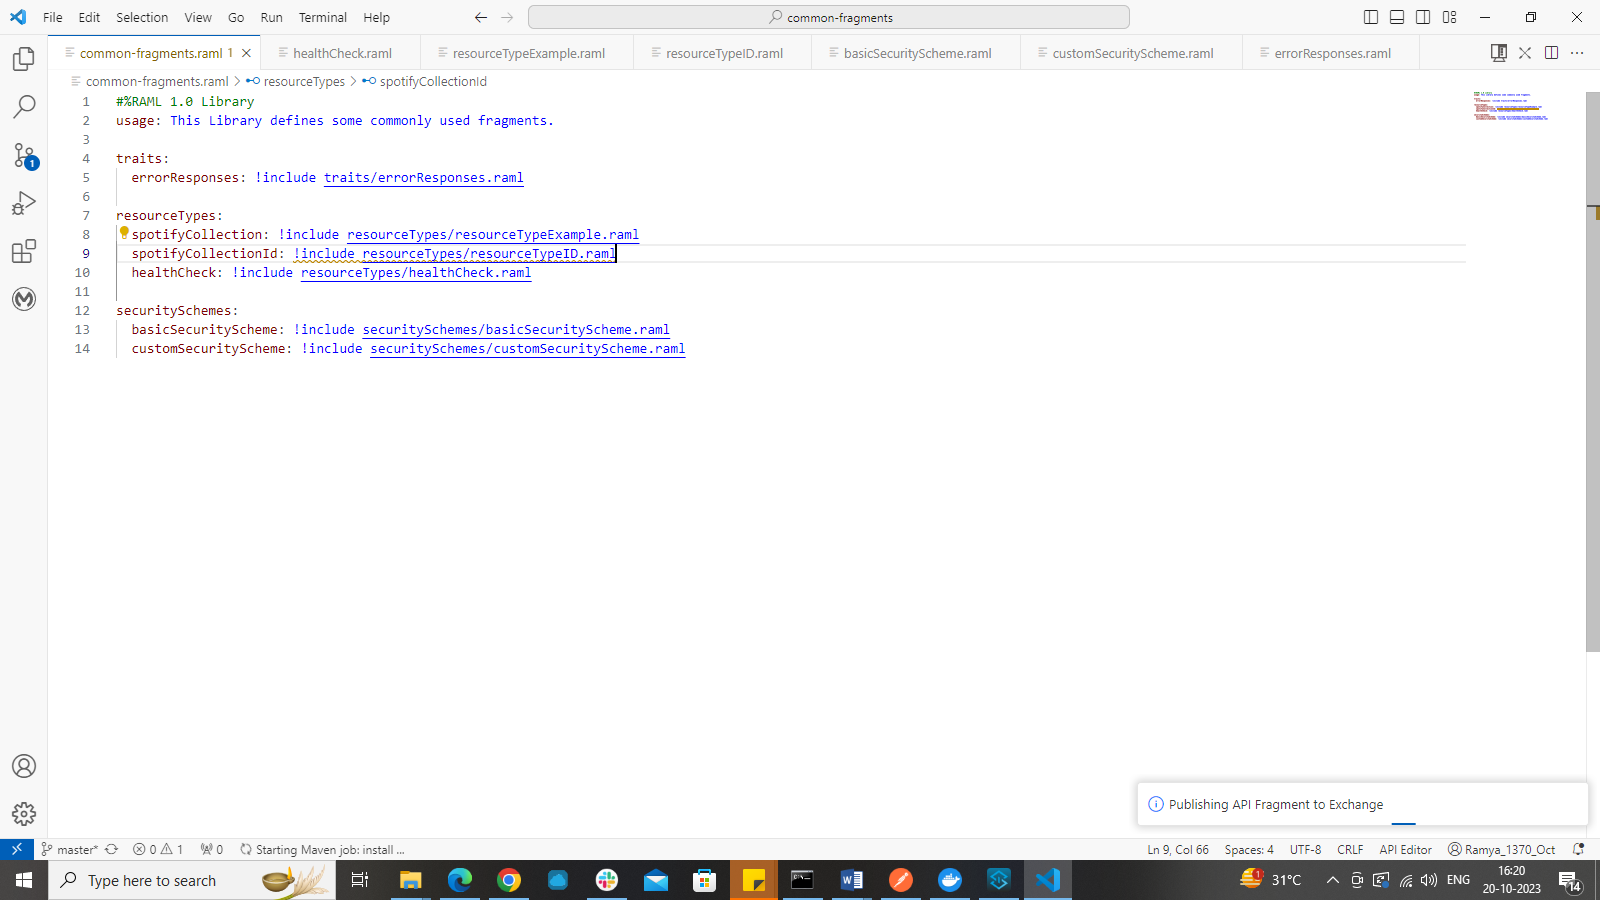 File Edit Selection View Go Run Terminal Help
common-fragments
common-fragments.raml 1 healthCheck.raml resourceTypeExample.raml resourceTypeID.raml basicSecurityScheme.raml customSecurityScheme.raml errorResponses.raml
common-fragments.raml > resourceTypes > spotifyCollectionId
1 #%RAML 1.0 Library
2 usage: This Library defines some commonly used fragments.
3
4 traits:
5 errorResponses: !include traits/errorResponses.raml
6
7 resourceTypes:
8 spotifyCollection: !include resourceTypes/resourceTypeExample.raml
9 spotifyCollectionId: !include resourceTypes/resourceTypeID.raml
10 healthCheck: !include resourceTypes/healthCheck.raml
11
12 securitySchemes:
13 basicSecurityScheme: !include securitySchemes/basicSecurityScheme.raml
14 customSecurityScheme: !include securitySchemes/customSecurityScheme.raml
1
Publishing API Fragment to Exchange
master* 0 1 0 Starting Maven job: install ... Ln 9, Col 66 Spaces: 4 UTF-8 CRLF API Editor Ramya_1370_Oct
Type here to search
1 31°C ENG 16:20
20-10-2023
14